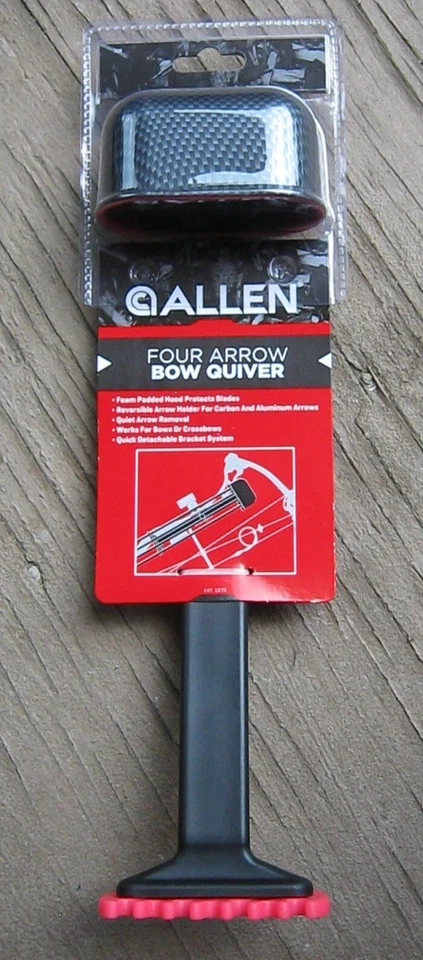 ALLEN
FOUR ARROW
BOW QUIVER
• Foam Padded Hood Protects Blades
• Reversible Arrow Holder For Carbon And Aluminum Arrows
• Quiet Arrow Removal
• Works For Bows Or Crossbows
• Quick Detachable Bracket System
EST. 1970